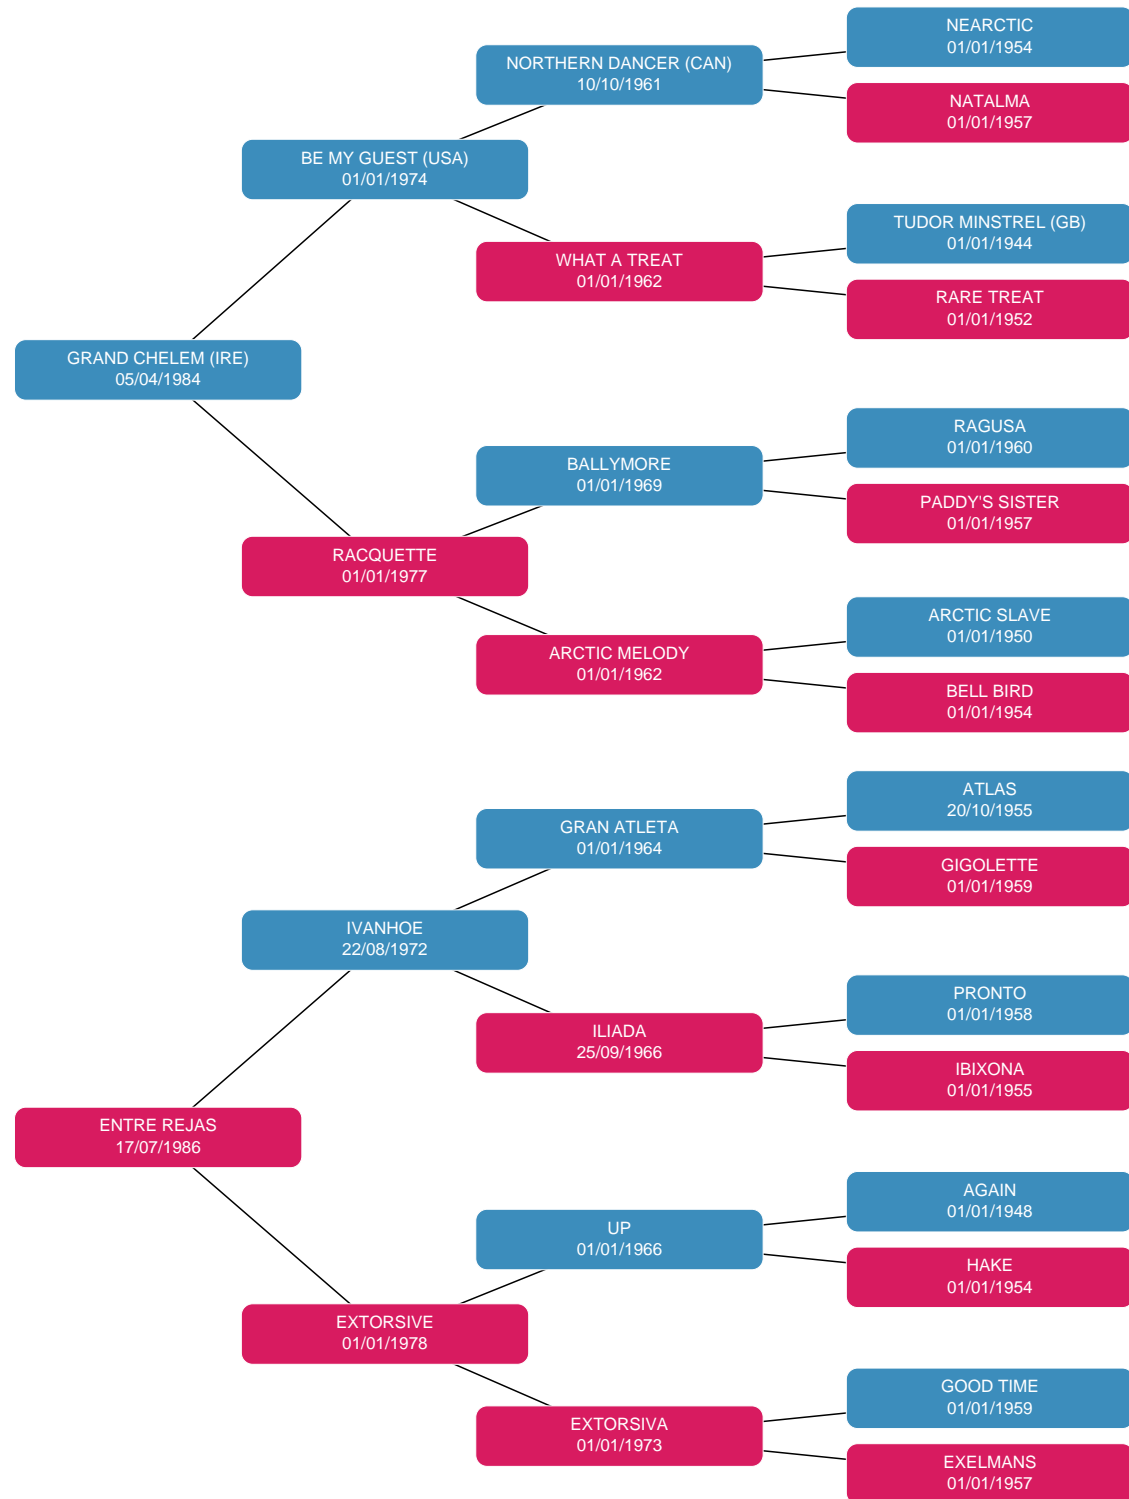 NEARCTIC
01/01/1954
NORTHERN DANCER (CAN)
10/10/1961
NATALMA
01/01/1957
BE MY GUEST (USA)
01/01/1974
TUDOR MINSTREL (GB)
01/01/1944
WHAT A TREAT
01/01/1962
RARE TREAT
01/01/1952
GRAND CHELEM (IRE)
05/04/1984
RAGUSA
01/01/1960
BALLYMORE
01/01/1969
PADDY'S SISTER
01/01/1957
RACQUETTE
01/01/1977
ARCTIC SLAVE
01/01/1950
ARCTIC MELODY
01/01/1962
BELL BIRD
01/01/1954
ATLAS
20/10/1955
GRAN ATLETA
01/01/1964
GIGOLETTE
01/01/1959
IVANHOE
22/08/1972
PRONTO
01/01/1958
ILIADA
25/09/1966
IBIXONA
01/01/1955
ENTRE REJAS
17/07/1986
AGAIN
01/01/1948
UP
01/01/1966
HAKE
01/01/1954
EXTORSIVE
01/01/1978
GOOD TIME
01/01/1959
EXTORSIVA
01/01/1973
EXELMANS
01/01/1957